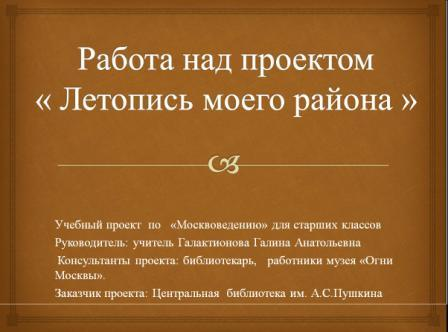 Работа над проектом
« Летопись моего района »
Учебный проект по «Москвоведению» для старших классов
Руководитель: учитель Галактионова Галина Анатольевна
Консультанты проекта: библиотекарь, работники музея «Огни
Москвы».
Заказчик проекта: Центральная библиотека им. А.С.Пушкина